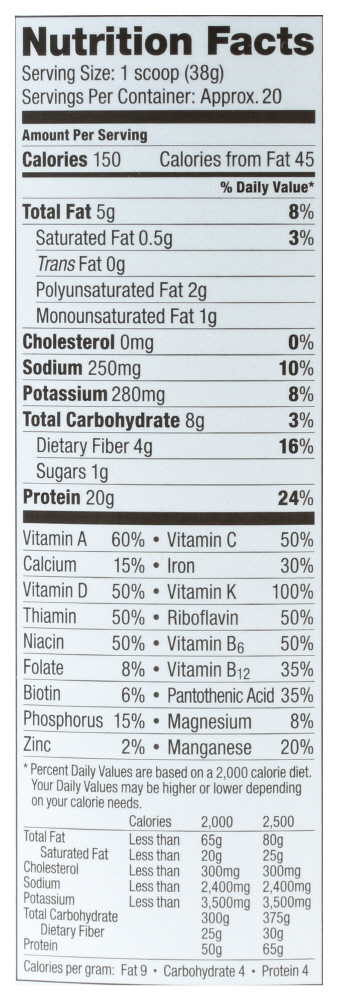 Nutrition Facts
Serving Size: 1 scoop (38g)
Servings Per Container: Approx. 20
Amount Per Serving
Calories 150 Calories from Fat 45
% Daily Value*
Total Fat 5g 8%
Saturated Fat 0.5g 3%
Trans Fat 0g
Polyunsaturated Fat 2g
Monounsaturated Fat 1g
Cholesterol 0mg 0%
Sodium 250mg 10%
Potassium 280mg 8%
Total Carbohydrate 8g 3%
Dietary Fiber 4g 16%
Sugars 1g
Protein 20g 24%
Vitamin A 60% • Vitamin C 50%
Calcium 15% • Iron 30%
Vitamin D 50% • Vitamin K 100%
Thiamin 50% • Riboflavin 50%
Niacin 50% • Vitamin B6 50%
Folate 8% • Vitamin B12 35%
Biotin 6% • Pantothenic Acid 35%
Phosphorus 15% • Magnesium 8%
Zinc 2% • Manganese 20%
* Percent Daily Values are based on a 2,000 calorie diet.
Your Daily Values may be higher or lower depending
on your calorie needs.
Calories 2,000 2,500
Total Fat Less than 65g 80g
Saturated Fat Less than 20g 25g
Cholesterol Less than 300mg 300mg
Sodium Less than 2,400mg 2,400mg
Potassium Less than 3,500mg 3,500mg
Total Carbohydrate 300g 375g
Dietary Fiber 25g 30g
Protein 50g 65g
Calories per gram: Fat 9 • Carbohydrate 4 • Protein 4